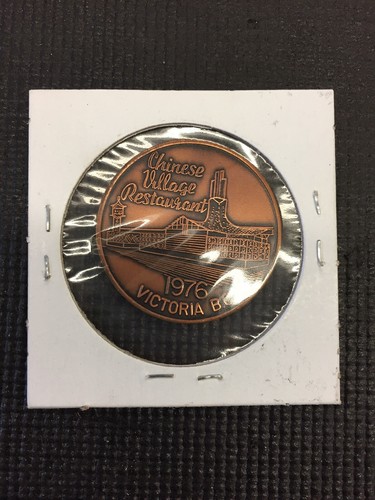 Chinese
Village
Restaurant
1976
VICTORIA